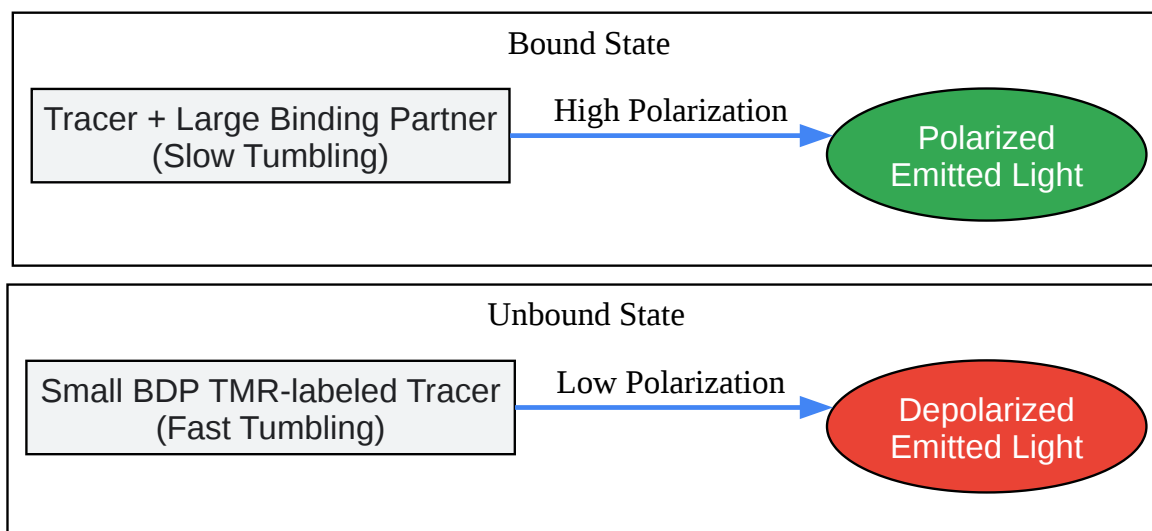 Bound State
Tracer + Large Binding Partner
(Slow Tumbling)
High Polarization
Polarized
Emitted Light
Unbound State
Small BDP TMR-labeled Tracer
(Fast Tumbling)
Low Polarization
Depolarized
Emitted Light